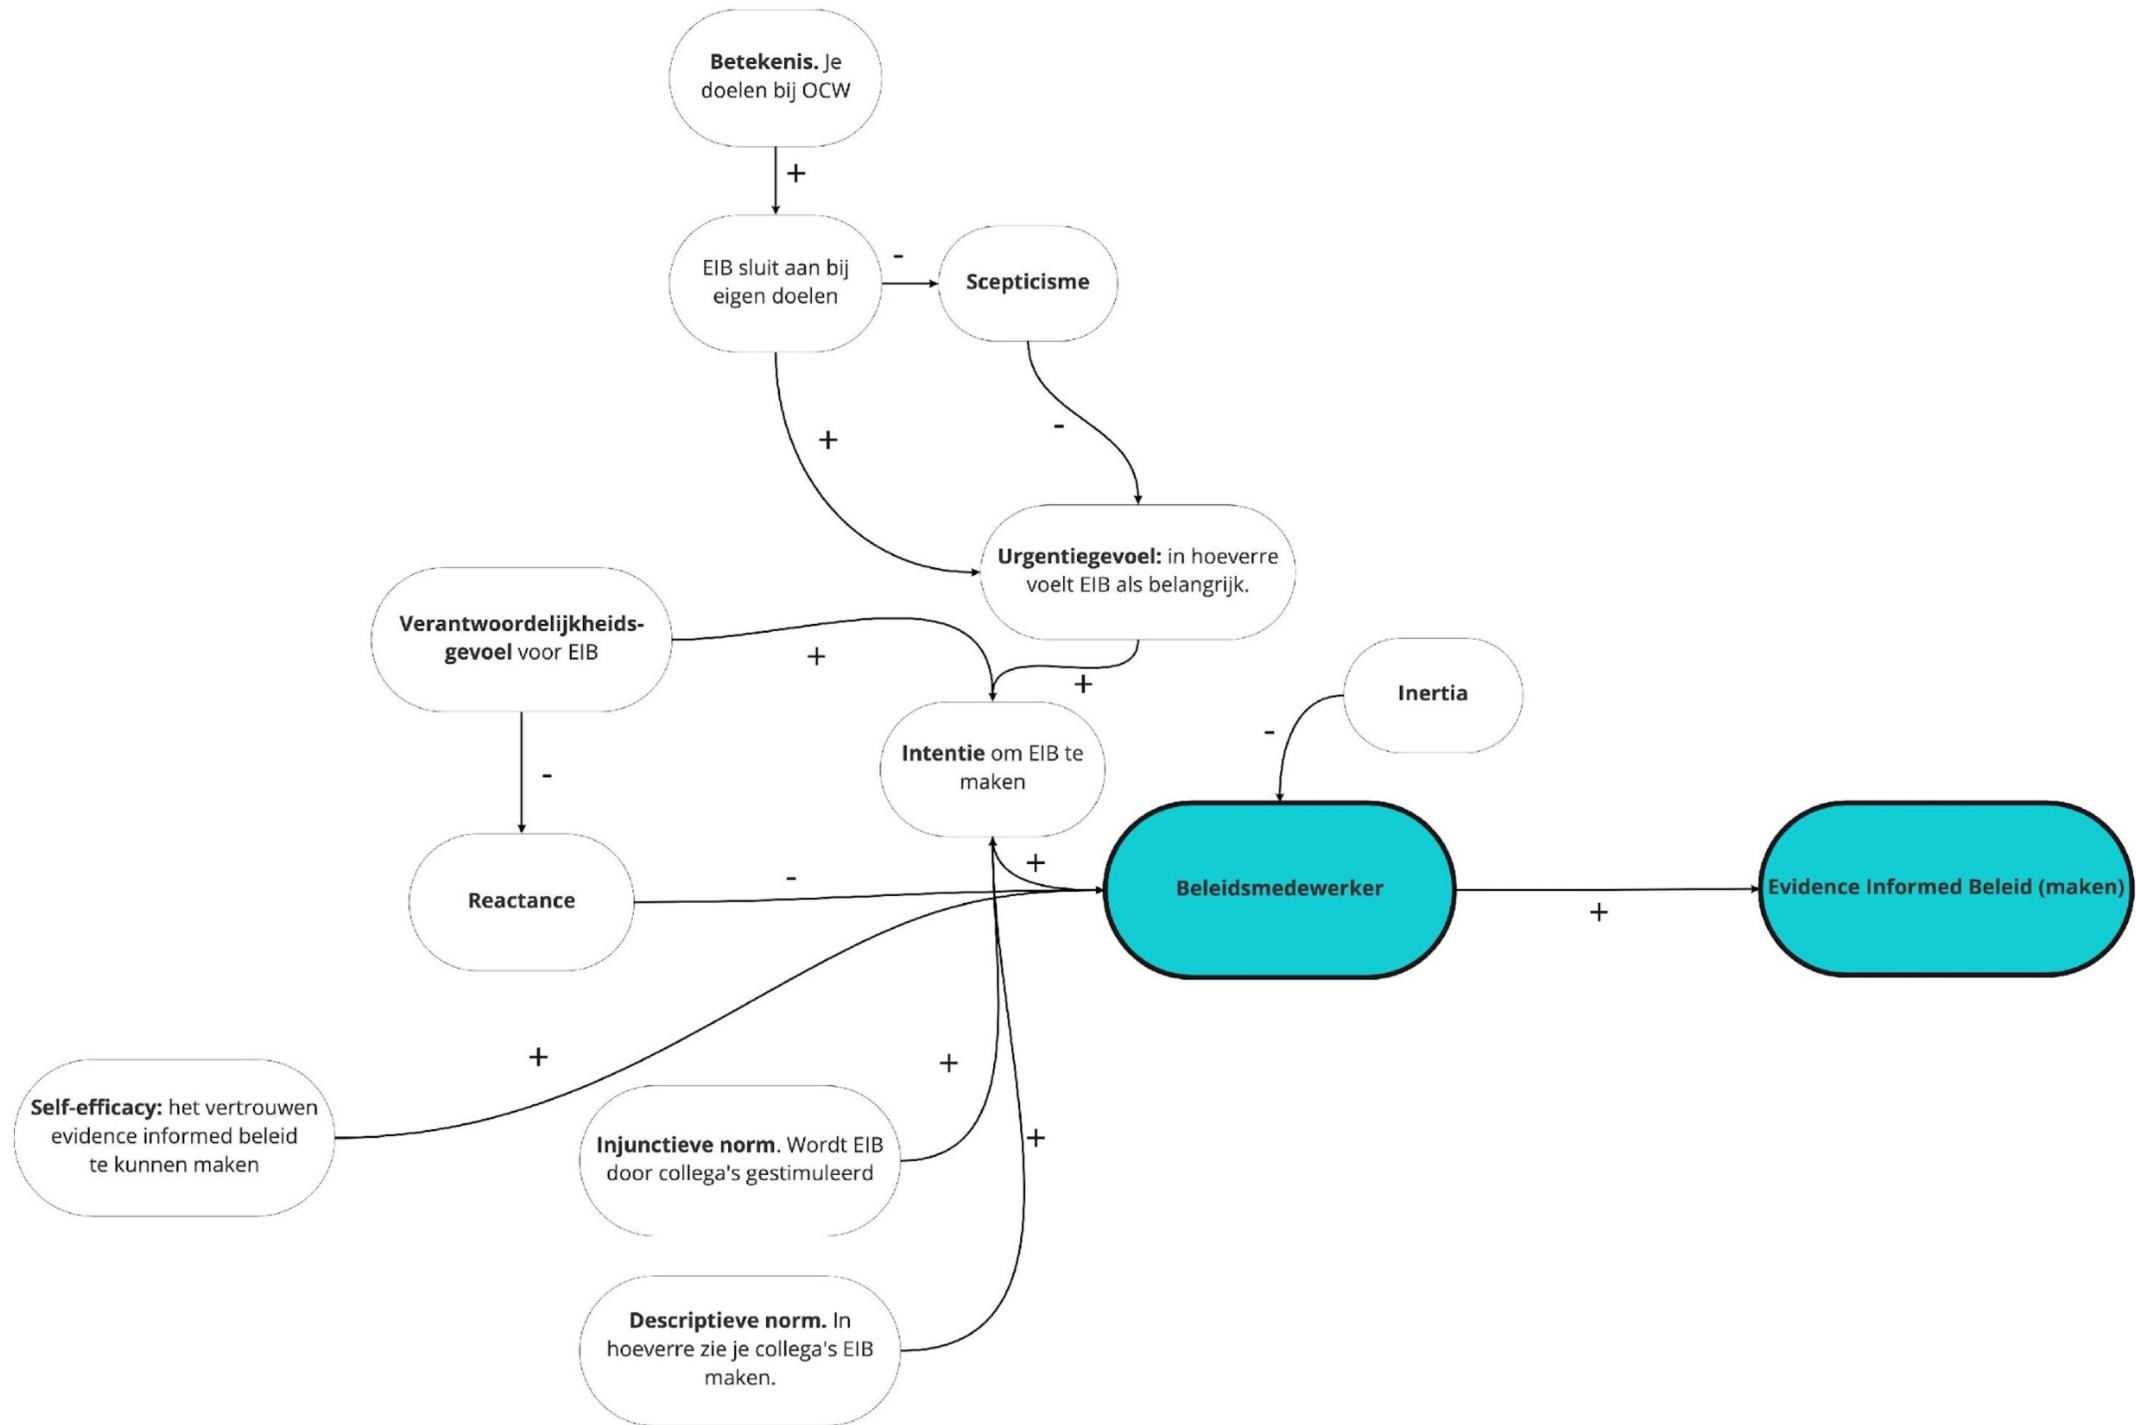 Betekenis. Je
doelen bij OCW
+
EIB sluit aan bij
eigen doelen
-
Scepticisme
+
-
Urgentiegevoel: in hoeverre
voelt EIB als belangrijk.
Verantwoordelijkheids-
gevoel voor EIB
+
+
Inertia
-
Intentie om EIB te
maken
-
+
Reactance
-
Beleidsmedewerker
+
Evidence Informed Beleid (maken)
Self-efficacy: het vertrouwen
evidence informed beleid
te kunnen maken
+
Injunctieve norm. Wordt EIB
door collega's gestimuleerd
+
Descriptieve norm. In
hoeverre zie je collega's EIB
maken.
+